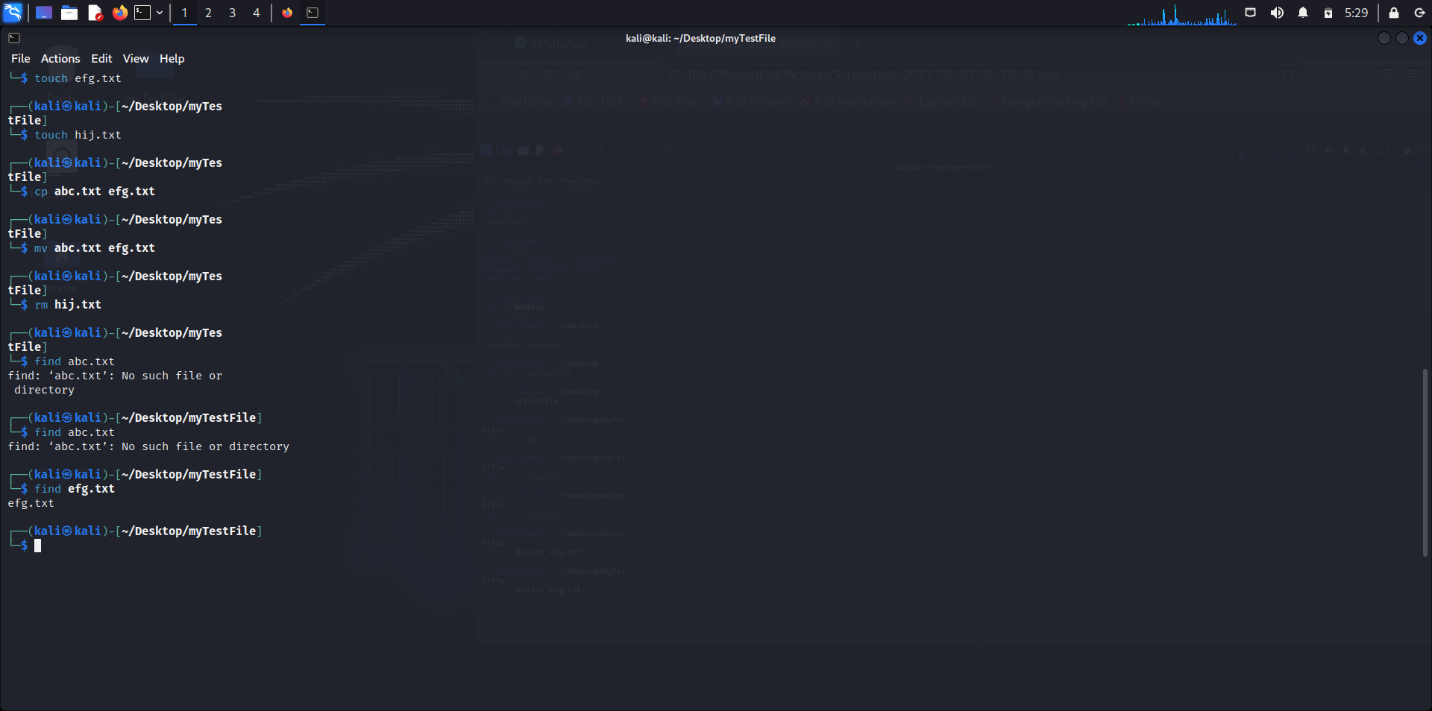 1 2 3 4 5:29
kali@kali: ~/Desktop/myTestFile
File Actions Edit View Help
└─$ touch efg.txt
┌──(kali㉿kali)-[~/Desktop/myTes
tFile]
└─$ touch hij.txt
┌──(kali㉿kali)-[~/Desktop/myTes
tFile]
└─$ cp abc.txt efg.txt
┌──(kali㉿kali)-[~/Desktop/myTes
tFile]
└─$ mv abc.txt efg.txt
┌──(kali㉿kali)-[~/Desktop/myTes
tFile]
└─$ rm hij.txt
┌──(kali㉿kali)-[~/Desktop/myTes
tFile]
└─$ find abc.txt
find: ‘abc.txt’: No such file or
 directory
┌──(kali㉿kali)-[~/Desktop/myTestFile]
└─$ find abc.txt
find: ‘abc.txt’: No such file or directory
┌──(kali㉿kali)-[~/Desktop/myTestFile]
└─$ find efg.txt
efg.txt
┌──(kali㉿kali)-[~/Desktop/myTestFile]
└─$
WhatsApp